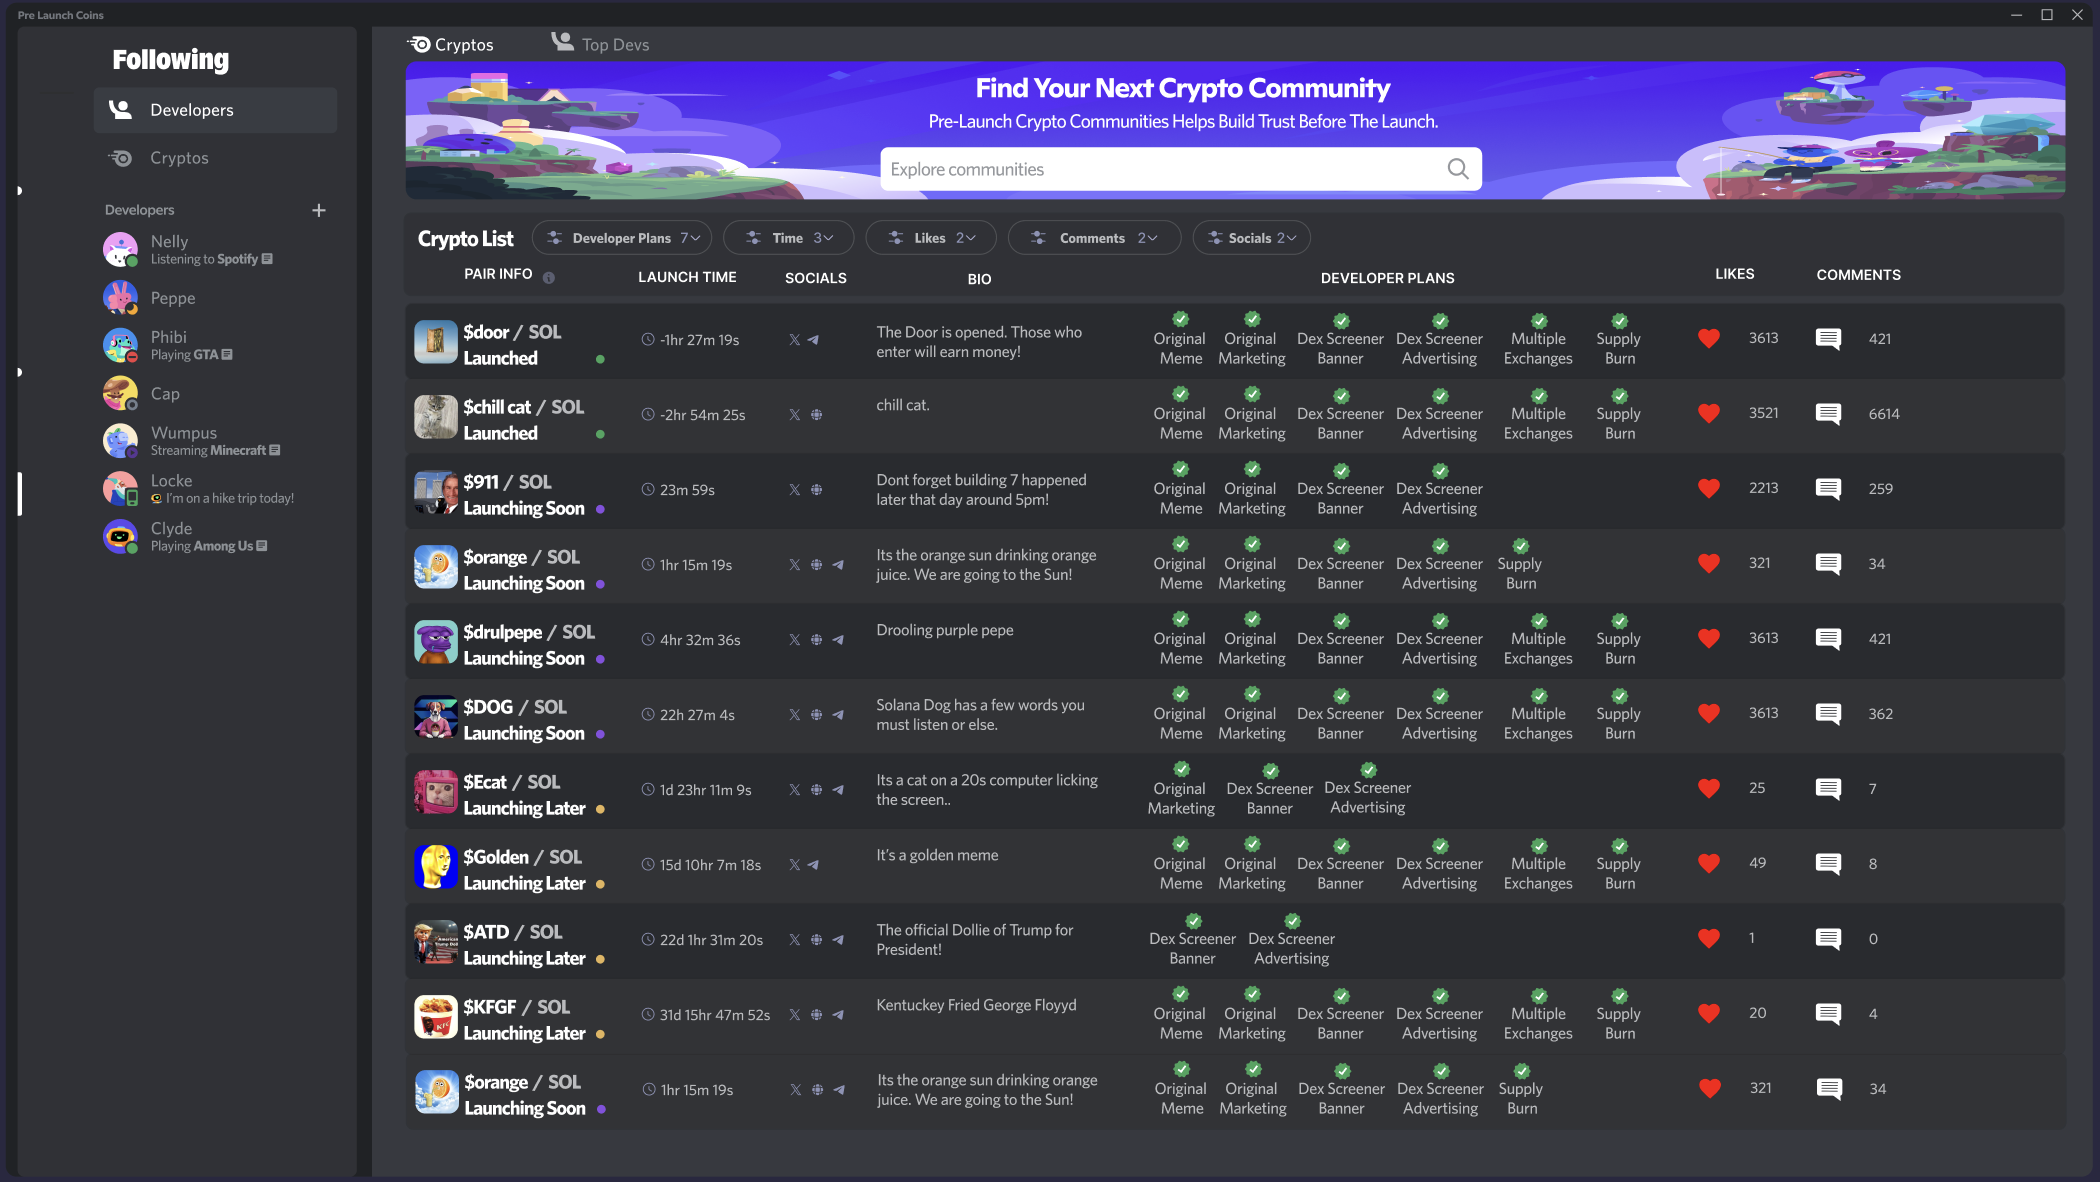 Pre Launch Coins
Following
Developers
Cryptos
Developers
Nelly
Listening to Spotify
Peppe
Phibi
Playing GTA
Cap
Wumpus
Streaming Minecraft
Locke
I'm on a hike trip today!
Clyde
Playing Among Us
Cryptos
Top Devs
Find Your Next Crypto Community
Pre-Launch Crypto Communities Helps Build Trust Before The Launch.
Explore communities
Crypto List
Developer Plans 7
Time 3
Likes 2
Comments 2
Socials 2
PAIR INFO
LAUNCH TIME
SOCIALS
BIO
DEVELOPER PLANS
LIKES
COMMENTS
$door / SOL
Launched
-1hr 27m 19s
The Door is opened. Those who
enter will earn money!
Original
Meme
Original
Marketing
Dex Screener
Banner
Dex Screener
Advertising
Multiple
Exchanges
Supply
Burn
3613
421
$chill cat / SOL
Launched
-2hr 54m 25s
chill cat.
Original
Meme
Original
Marketing
Dex Screener
Banner
Dex Screener
Advertising
Multiple
Exchanges
Supply
Burn
3521
6614
$911 / SOL
Launching Soon
23m 59s
Dont forget building 7 happened
later that day around 5pm!
Original
Meme
Original
Marketing
Dex Screener
Banner
Dex Screener
Advertising
2213
259
$orange / SOL
Launching Soon
1hr 15m 19s
Its the orange sun drinking orange
juice. We are going to the Sun!
Original
Meme
Original
Marketing
Dex Screener
Banner
Dex Screener
Advertising
Supply
Burn
321
34
$drulpepe / SOL
Launching Soon
4hr 32m 36s
Drooling purple pepe
Original
Meme
Original
Marketing
Dex Screener
Banner
Dex Screener
Advertising
Multiple
Exchanges
Supply
Burn
3613
421
$DOG / SOL
Launching Soon
22h 27m 4s
Solana Dog has a few words you
must listen or else.
Original
Meme
Original
Marketing
Dex Screener
Banner
Dex Screener
Advertising
Multiple
Exchanges
Supply
Burn
3613
362
$Ecat / SOL
Launching Later
1d 23hr 11m 9s
Its a cat on a 20s computer licking
the screen..
Original
Marketing
Dex Screener
Banner
Dex Screener
Advertising
25
7
$Golden / SOL
Launching Later
15d 10hr 7m 18s
It's a golden meme
Original
Meme
Original
Marketing
Dex Screener
Banner
Dex Screener
Advertising
Multiple
Exchanges
Supply
Burn
49
8
$ATD / SOL
Launching Later
22d 1hr 31m 20s
The official Dollie of Trump for
President!
Dex Screener
Banner
Dex Screener
Advertising
1
0
$KFGF / SOL
Launching Later
31d 15hr 47m 52s
Kentuckey Fried George Floyyd
Original
Meme
Original
Marketing
Dex Screener
Banner
Dex Screener
Advertising
Multiple
Exchanges
Supply
Burn
20
4
$orange / SOL
Launching Soon
1hr 15m 19s
Its the orange sun drinking orange
juice. We are going to the Sun!
Original
Meme
Original
Marketing
Dex Screener
Banner
Dex Screener
Advertising
Supply
Burn
321
34